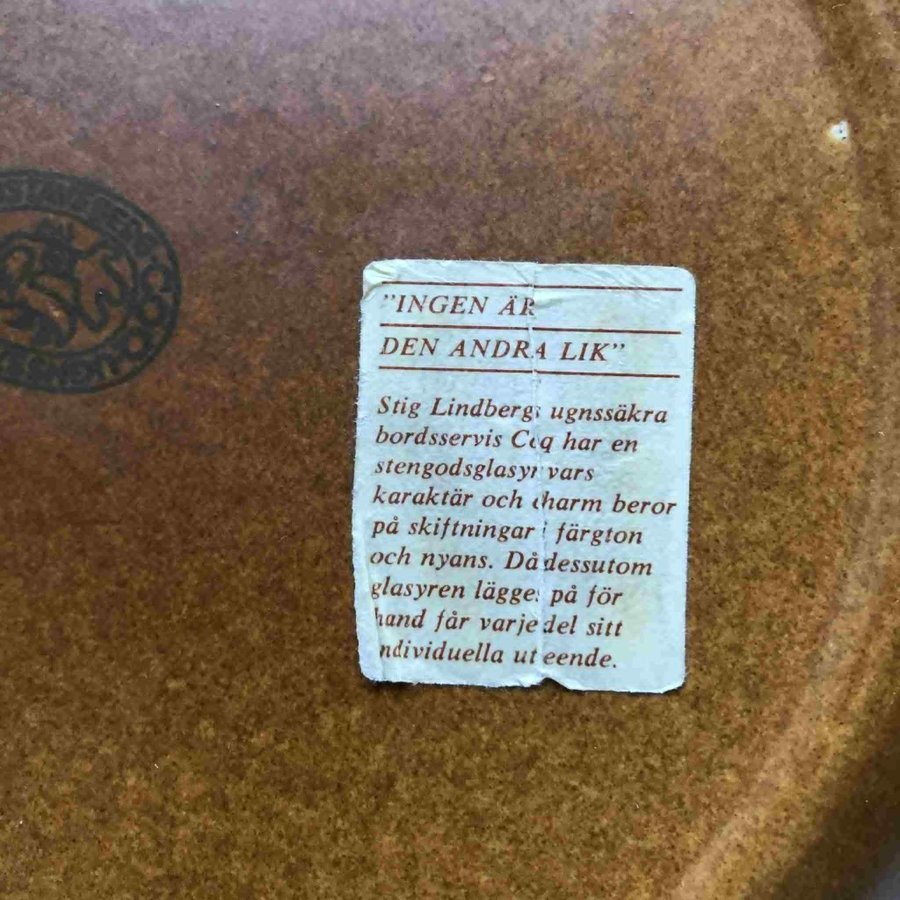 "INGEN ÄR
DEN ANDRA LIK"
Stig Lindbergs ugnssäkra
bordsservis Coq har en
stengodsglasyr vars
karaktär och charm beror
på skiftningar i färgton
och nyans. Då dessutom
glasyren lägges på för
hand får varje del sitt
individuella utseende.